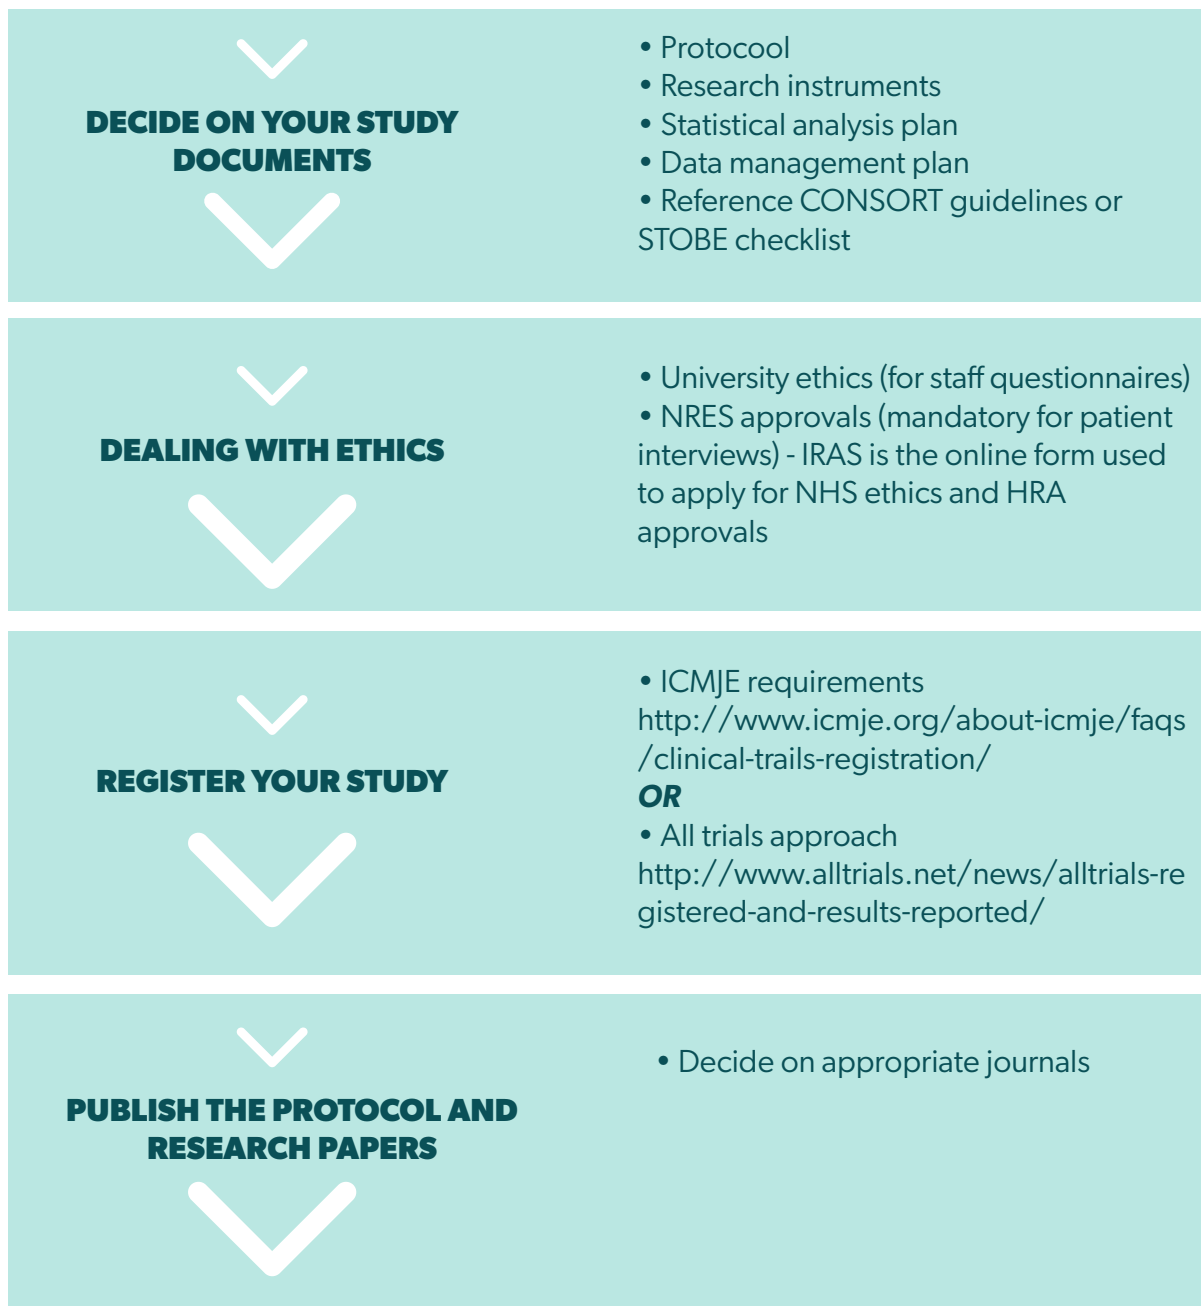 DECIDE ON YOUR STUDY
DOCUMENTS
• Protocool
• Research instruments
• Statistical analysis plan
• Data management plan
• Reference CONSORT guidelines or
STOBE checklist
DEALING WITH ETHICS
• University ethics (for staff questionnaires)
• NRES approvals (mandatory for patient
interviews) - IRAS is the online form used
to apply for NHS ethics and HRA
approvals
REGISTER YOUR STUDY
• ICMJE requirements
http://www.icmje.org/about-icmje/faqs
/clinical-trails-registration/
OR
• All trials approach
http://www.alltrials.net/news/alltrials-re
gistered-and-results-reported/
PUBLISH THE PROTOCOL AND
RESEARCH PAPERS
• Decide on appropriate journals